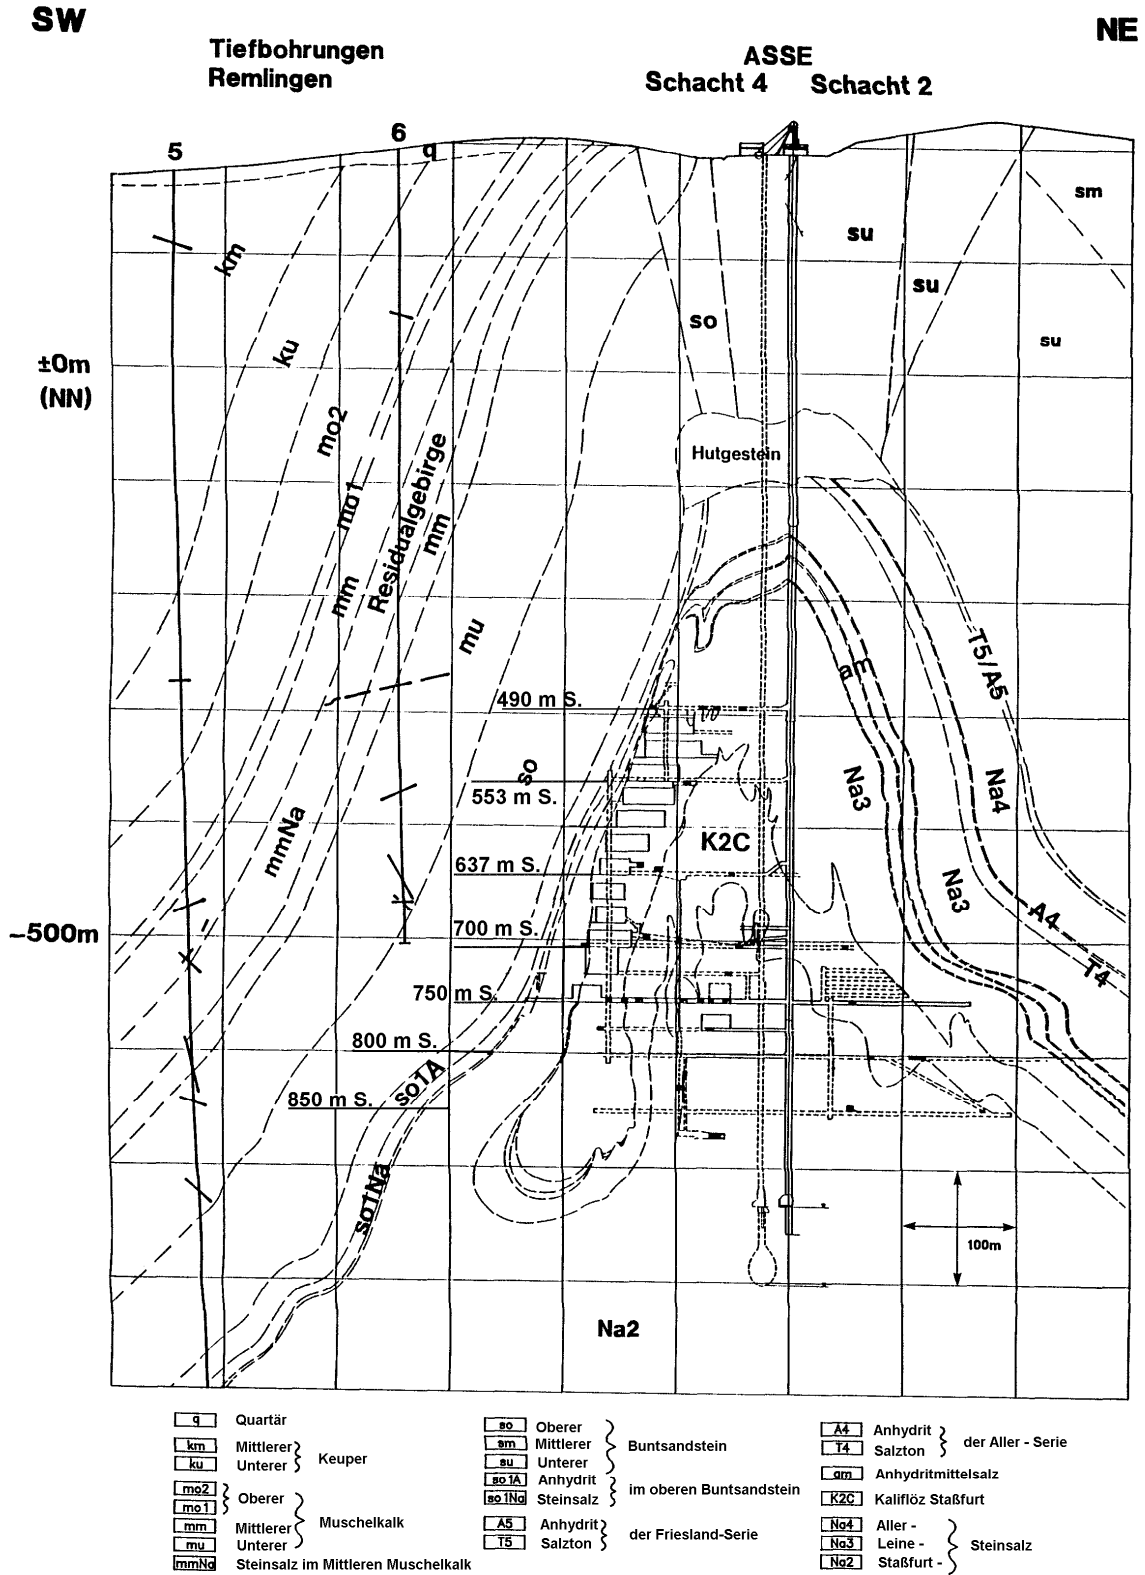 SW
NE
Tiefbohrungen
Remlingen
ASSE
Schacht 4 Schacht 2
5
6
q
sm
km
su
su
so
su
ku
±0m
(NN)
mo2
Hutgestein
mo1
Residualgebirge
mm
mm
mu
am
T5/A5
490 m S.
so
553 m S.
Na3
Na4
mmNa
K2C
637 m S.
Na3
A4
700 m S.
–500m
T4
750 m S.
800 m S.
so1A
850 m S.
so1Na
100m
Na2
q Quartär
km Mittlerer
ku Unterer
Keuper
mo2
mo1
Oberer
mm Mittlerer
mu Unterer
Muschelkalk
mmNa Steinsalz im Mittleren Muschelkalk
so Oberer
sm Mittlerer
su Unterer
Buntsandstein
so1A Anhydrit
so1Na Steinsalz
im oberen Buntsandstein
A5 Anhydrit
T5 Salzton
der Friesland-Serie
A4 Anhydrit
T4 Salzton
der Aller - Serie
am Anhydritmittelsalz
K2C Kaliflöz Staßfurt
Na4 Aller -
Na3 Leine -
Na2 Staßfurt -
Steinsalz